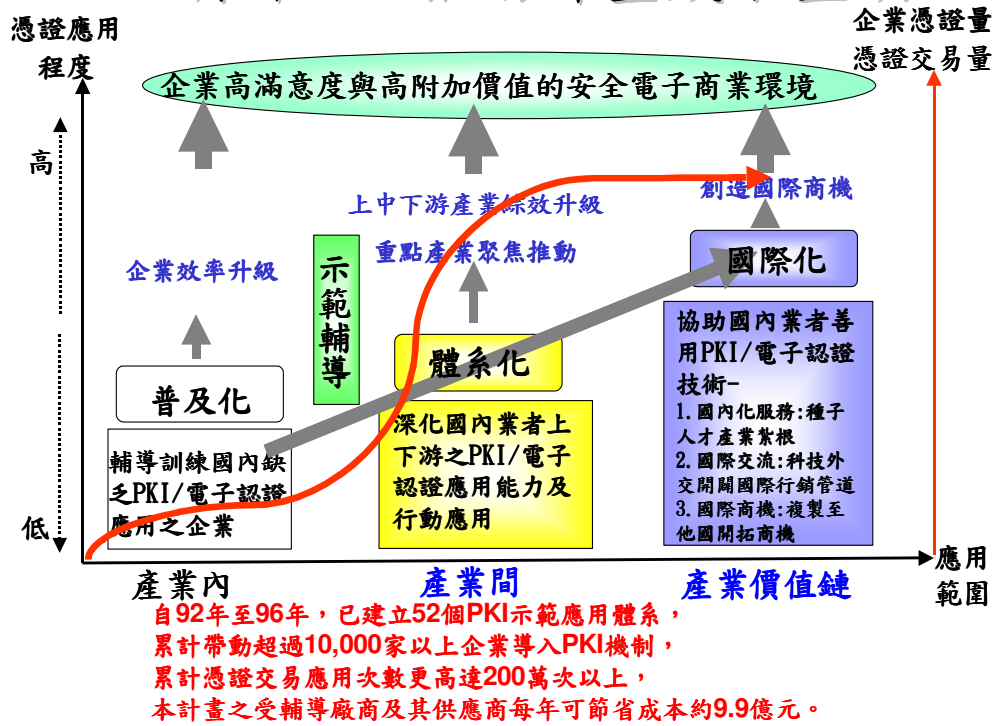 憑證應用
程度
企業憑證量
憑證交易量
企業高滿意度與高附加價值的安全電子商業環境
高
低
上中下游產業綜效升級
重點產業聚焦推動
創造國際商機
企業效率升級
示範輔導
國際化
體系化
普及化
輔導訓練國內缺
乏PKI/電子認證
應用之企業
深化國內業者上
下游之PKI/電子
認證應用能力及
行動應用
協助國內業者善
用PKI/電子認證
技術-
1.國內化服務:種子
人才產業紮根
2.國際交流:科技外
交開闢國際行銷管道
3.國際商機:複製至
他國開拓商機
產業內
產業間
產業價值鏈
應用
範圍
自92年至96年，已建立52個PKI示範應用體系，
累計帶動超過10,000家以上企業導入PKI機制，
累計憑證交易應用次數更高達200萬次以上，
本計畫之受輔導廠商及其供應商每年可節省成本約9.9億元。